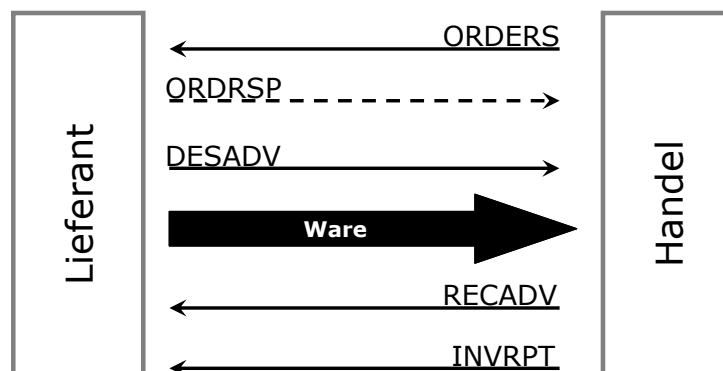 Lieferant
ORDERS
ORDRSP
DESADV
Ware
RECADV
INVRPT
Handel